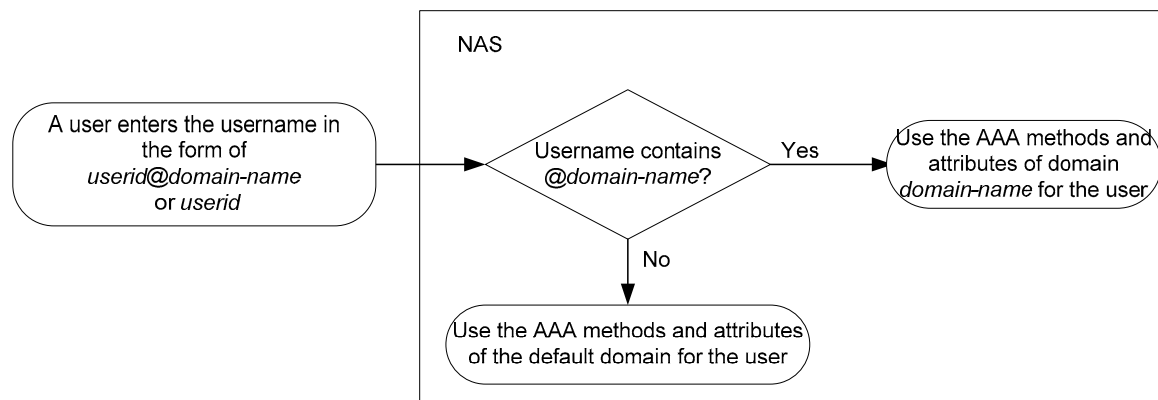 NAS
A user enters the username in
the form of
userid@domain-name
or userid
Username contains
@domain-name?
Yes
Use the AAA methods and
attributes of domain
domain-name for the user
No
Use the AAA methods and attributes
of the default domain for the user